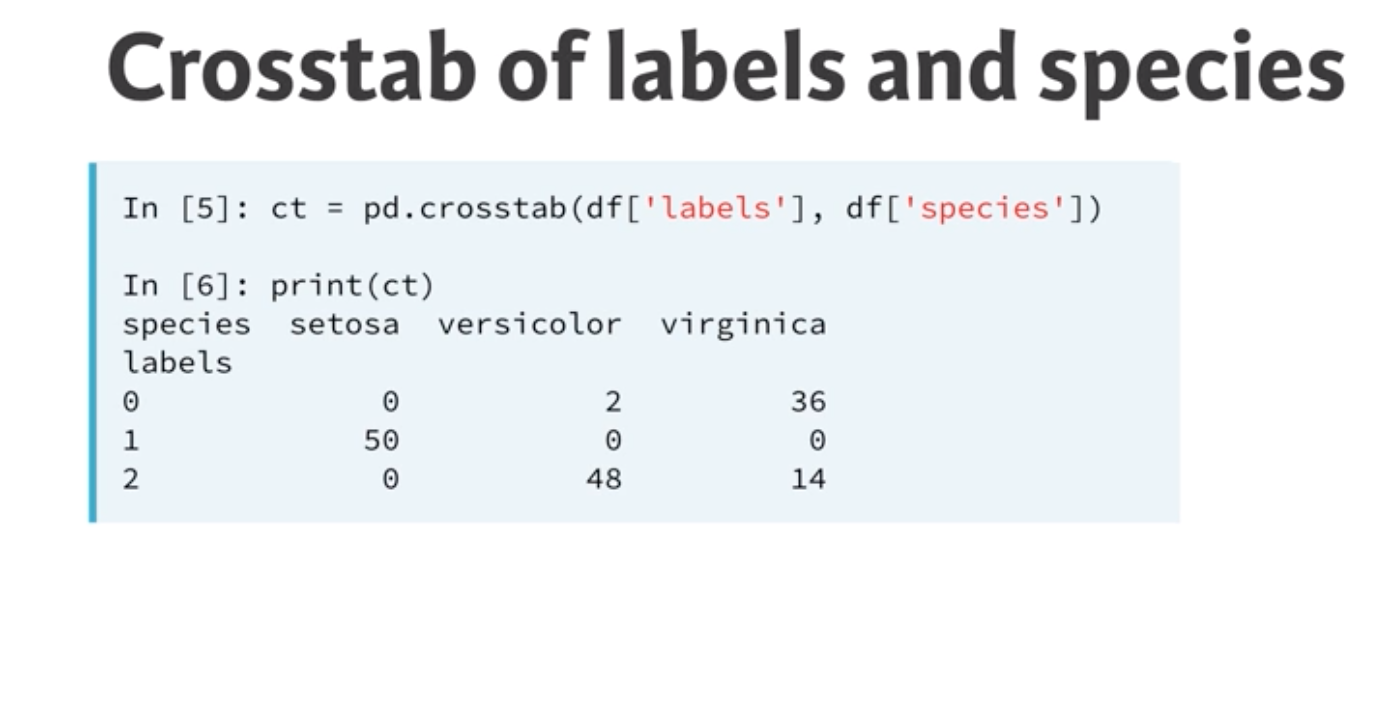 Crosstab of labels and species
In [5]: ct = pd.crosstab(df['labels'], df['species'])
In [6]: print(ct)
species  setosa  versicolor  virginica
labels
0             0           2         36
1            50           0          0
2             0          48         14